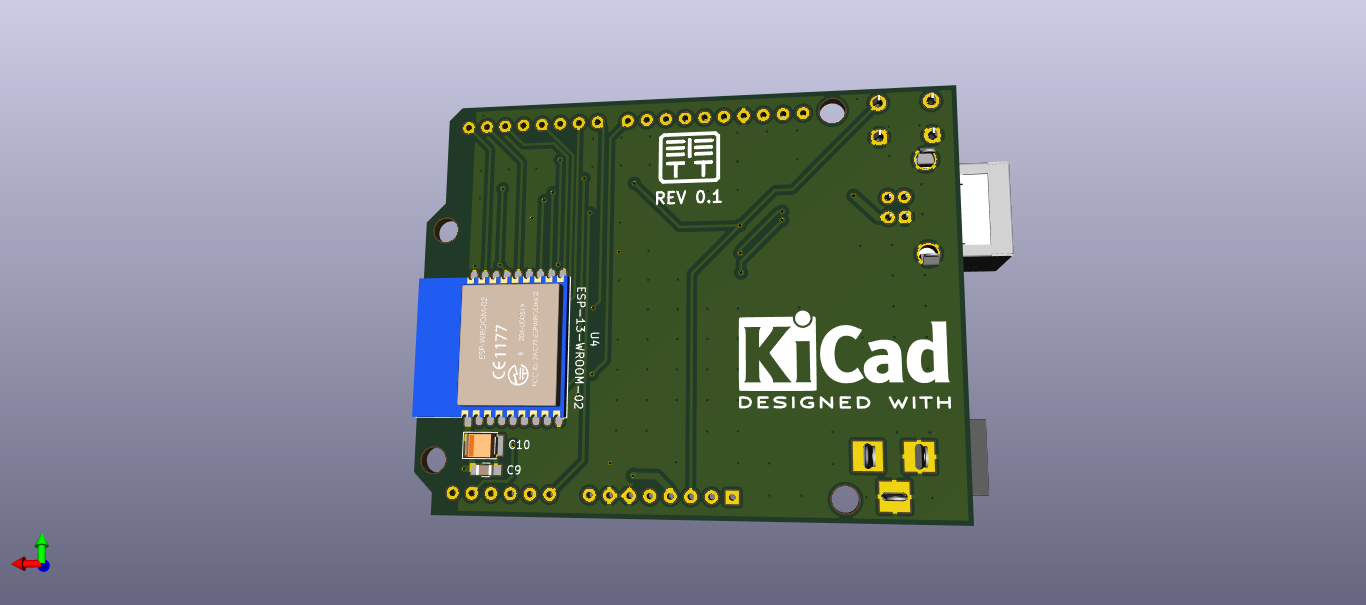 REV 0.1
ESP-13-WROOM-02
U4
ESP-WROOM-02
CE1177
R
KiCad
DESIGNED WITH
C10
C9